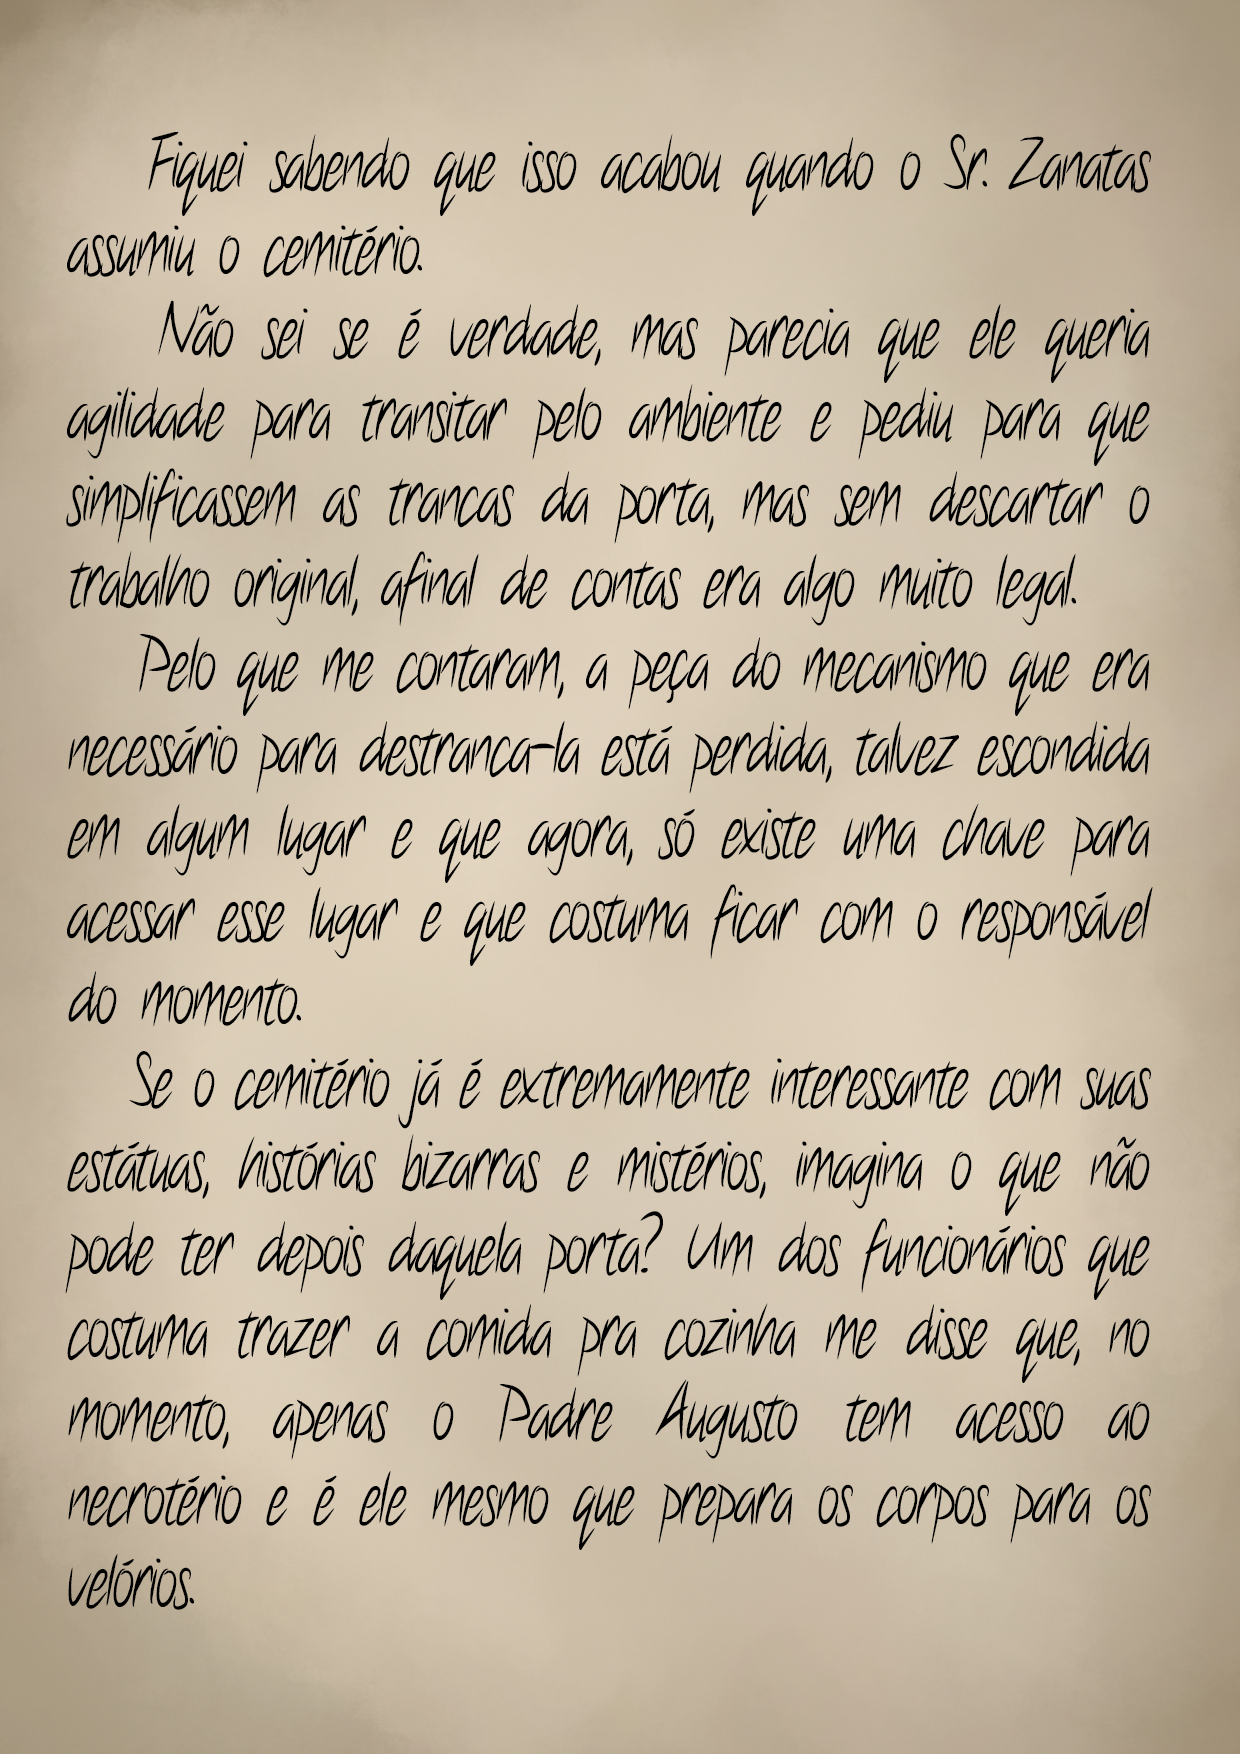 Fiquei sabendo que isso acabou quando o Sr. Zanatas
assumiu o cemitério.
Não sei se é verdade, mas parecia que ele queria
agilidade para transitar pelo ambiente e pediu para que
simplificassem as trancas da porta, mas sem descartar o
trabalho original, afinal de contas era algo muito legal.
Pelo que me contaram, a peça do mecanismo que era
necessário para destranca-la está perdida, talvez escondida
em algum lugar e que agora, só existe uma chave para
acessar esse lugar e que costuma ficar com o responsável
do momento.
Se o cemitério já é extremamente interessante com suas
estátuas, histórias bizarras e mistérios, imagina o que não
pode ter depois daquela porta? Um dos funcionários que
costuma trazer a comida pra cozinha me disse que, no
momento, apenas o Padre Augusto tem acesso ao
necrotério e é ele mesmo que prepara os corpos para os
velórios.